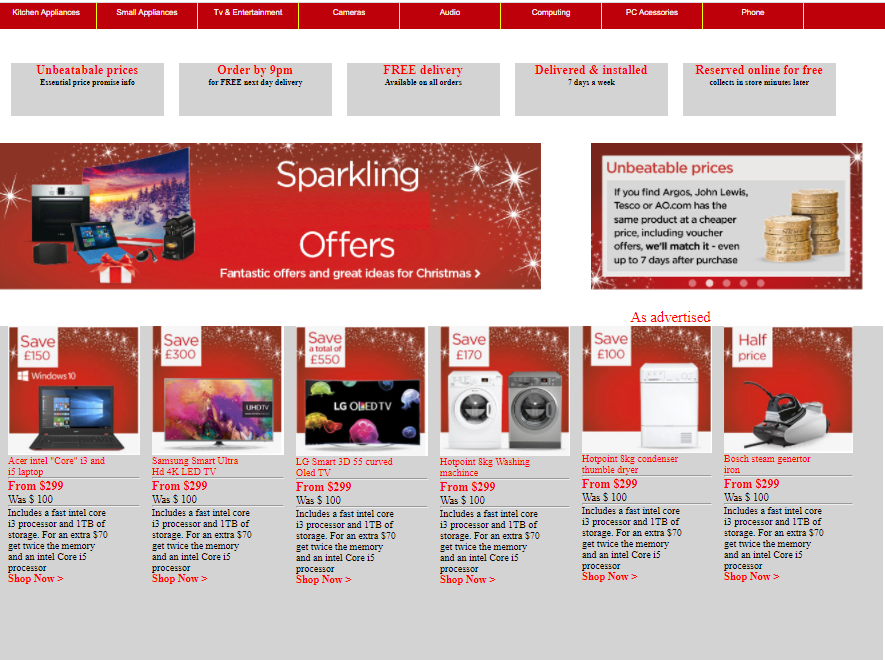 Kitchen Appliances Small Appliances Tv & Entertainment Cameras Audio Computing PC Acessories Phone
Unbeatabale prices
Essential price promise info
Order by 9pm
for FREE next day delivery
FREE delivery
Available on all orders
Delivered & installed
7 days a week
Reserved online for free
collects in store minutes later
Sparkling
Offers
Fantastic offers and great ideas for Christmas >
Unbeatable prices
If you find Argos, John Lewis,
Tesco or AO.com has the
same product at a cheaper
price, including voucher
offers, we'll match it - even
up to 7 days after purchase
As advertised
Save
£150
Windows 10
Acer intel "Core" i3 and
i5 laptop
From $299
Was $ 100
Includes a fast intel core
i3 processor and 1TB of
storage. For an extra $70
get twice the memory
and an intel Core i5
processor
Shop Now >
Save
£300
UHDTV
Samsung Smart Ultra
Hd 4K LED TV
From $299
Was $ 100
Includes a fast intel core
i3 processor and 1TB of
storage. For an extra $70
get twice the memory
and an intel Core i5
processor
Shop Now >
Save
a total of
£550
LG OLED TV
LG Smart 3D 55 curved
Oled TV
From $299
Was $ 100
Includes a fast intel core
i3 processor and 1TB of
storage. For an extra $70
get twice the memory
and an intel Core i5
processor
Shop Now >
Save
£170
Hotpoint 8kg Washing
machince
From $299
Was $ 100
Includes a fast intel core
i3 processor and 1TB of
storage. For an extra $70
get twice the memory
and an intel Core i5
processor
Shop Now >
Save
£100
Hotpoint 8kg condenser
thumble dryer
From $299
Was $ 100
Includes a fast intel core
i3 processor and 1TB of
storage. For an extra $70
get twice the memory
and an intel Core i5
processor
Shop Now >
Half
price
Bosch steam genertor
iron
From $299
Was $ 100
Includes a fast intel core
i3 processor and 1TB of
storage. For an extra $70
get twice the memory
and an intel Core i5
processor
Shop Now >